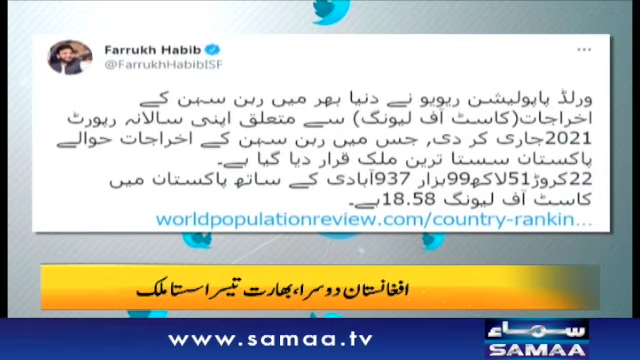 Farrukh Habib
@FarrukhHabibISF
ورلڈ پاپولیشن ریویو نے دنیا بھر میں رہن سہن کے
اخراجات(کاسٹ آف لیونگ) سے متعلق اپنی سالانہ رپورٹ
2021جاری کر دی, جس میں رہن سہن کے اخراجات حوالے
پاکستان سستا ترین ملک قرار دیا گیا ہے۔
22کروڑ51لاکھ99ہزار 937آبادی کے ساتھ پاکستان میں
کاسٹ آف لیونگ 18.58ہے۔
worldpopulationreview.com/country-rankin...
افغانستان دوسرا، بھارت تیسرا سستا ملک
www.samaa.tv
سماء
SAMAA